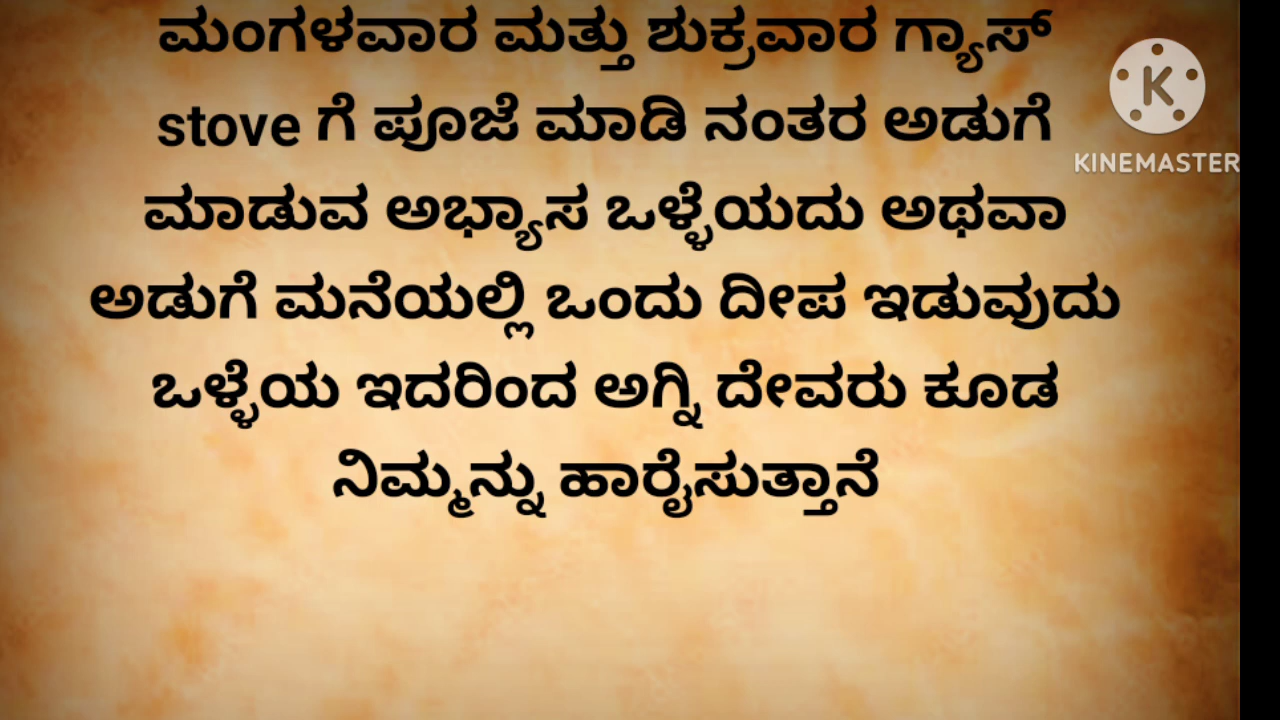 ಮಂಗಳವಾರ ಮತ್ತು ಶುಕ್ರವಾರ ಗ್ಯಾಸ್
stove ಗೆ ಪೂಜೆ ಮಾಡಿ ನಂತರ ಅಡುಗೆ
ಮಾಡುವ ಅಭ್ಯಾಸ ಒಳ್ಳೆಯದು ಅಥವಾ
ಅಡುಗೆ ಮನೆಯಲ್ಲಿ ಒಂದು ದೀಪ ಇಡುವುದು
ಒಳ್ಳೆಯ ಇದರಿಂದ ಅಗ್ನಿ ದೇವರು ಕೂಡ
ನಿಮ್ಮನ್ನು ಹಾರೈಸುತ್ತಾನೆ
K
KINEMASTER